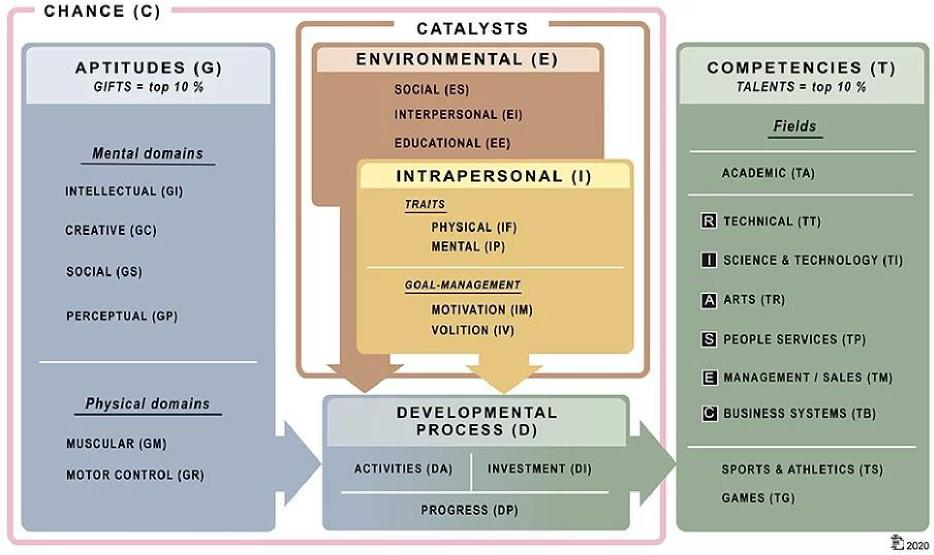 CHANCE (C)
APTITUDES (G)
GIFTS = top 10 %
Mental domains
INTELLECTUAL (GI)
CREATIVE (GC)
SOCIAL (GS)
PERCEPTUAL (GP)
Physical domains
MUSCULAR (GM)
MOTOR CONTROL (GR)
CATALYSTS
ENVIRONMENTAL (E)
SOCIAL (ES)
INTERPERSONAL (EI)
EDUCATIONAL (EE)
INTRAPERSONAL (I)
TRAITS
PHYSICAL (IF)
MENTAL (IP)
GOAL-MANAGEMENT
MOTIVATION (IM)
VOLITION (IV)
DEVELOPMENTAL
PROCESS (D)
ACTIVITIES (DA)
INVESTMENT (DI)
PROGRESS (DP)
COMPETENCIES (T)
TALENTS = top 10 %
Fields
ACADEMIC (TA)
R TECHNICAL (TT)
I SCIENCE & TECHNOLOGY (TI)
A ARTS (TR)
S PEOPLE SERVICES (TP)
E MANAGEMENT / SALES (TM)
C BUSINESS SYSTEMS (TB)
SPORTS & ATHLETICS (TS)
GAMES (TG)
2020